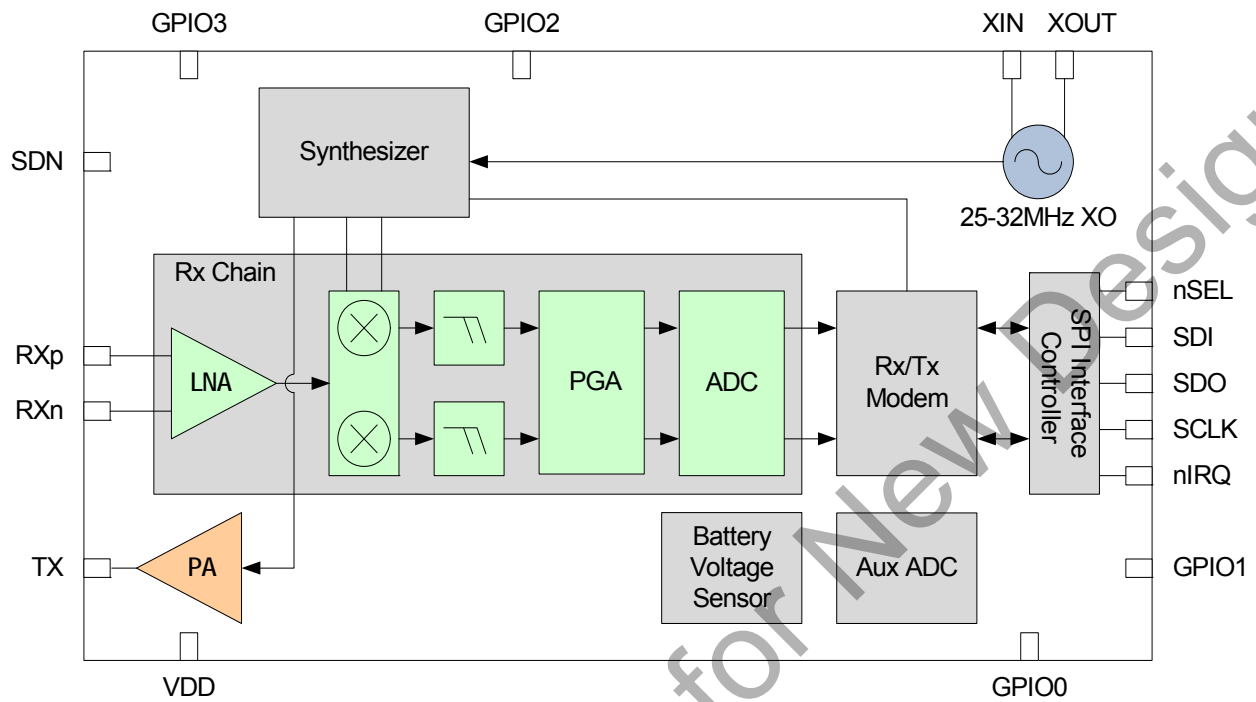 GPIO3
GPIO2
XIN
XOUT
SDN
Synthesizer
25-32MHz XO
Rx Chain
RXp
RXn
LNA
PGA
ADC
Rx/Tx
Modem
SPI Interface
Controller
nSEL
SDI
SDO
SCLK
nIRQ
TX
PA
Battery
Voltage
Sensor
Aux ADC
GPIO1
VDD
GPIO0
for New Design